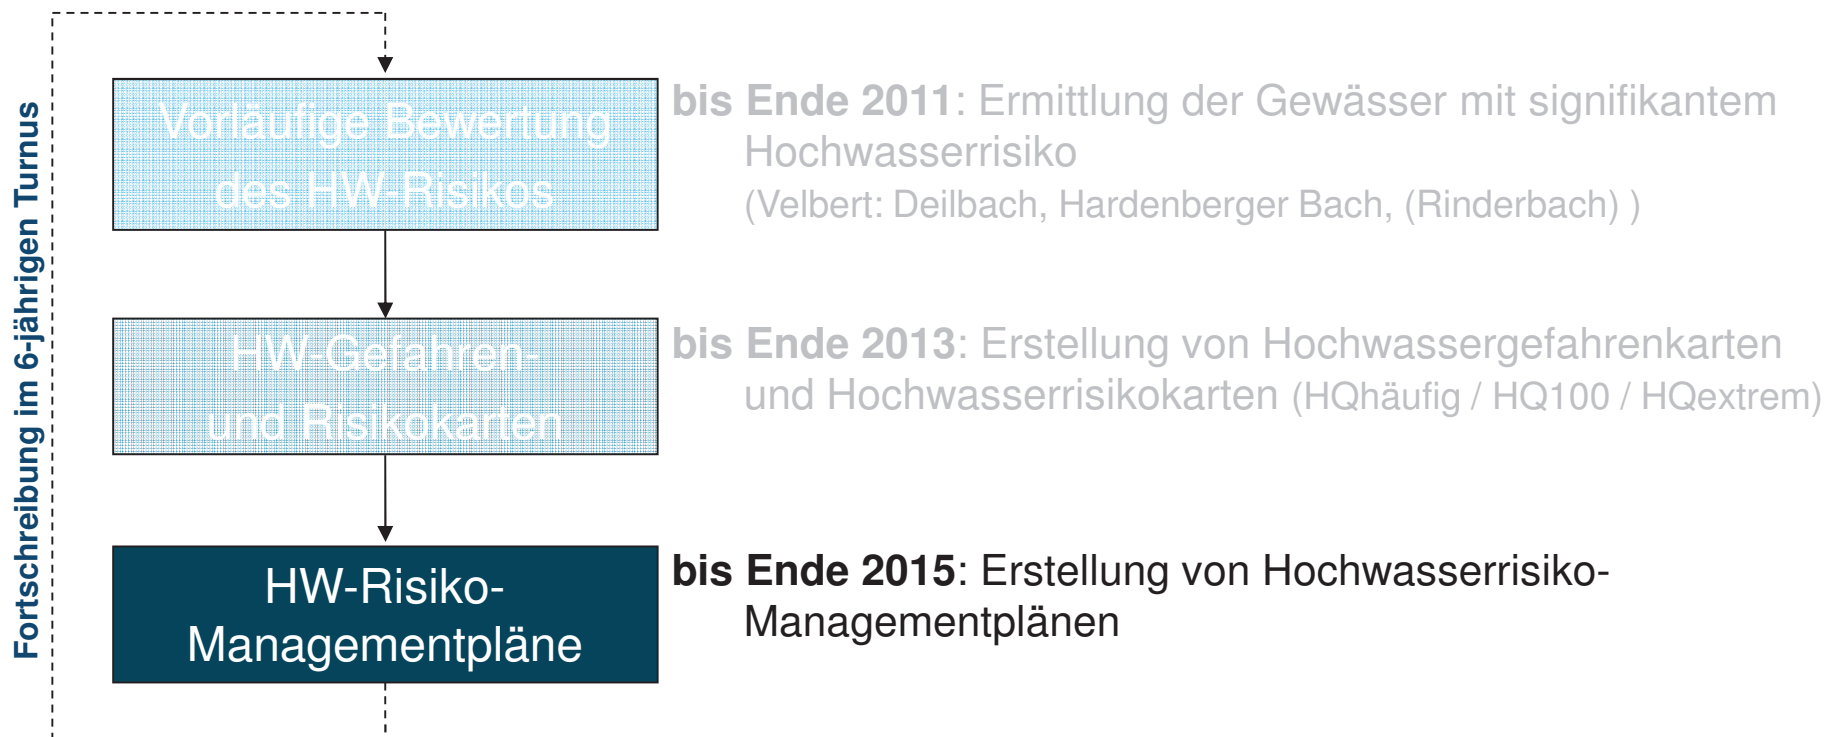 Fortschreibung im 6-jährigen Turnus
Vorläufige Bewertung
des HW-Risikos
bis Ende 2011: Ermittlung der Gewässer mit signifikantem
Hochwasserrisiko
(Velbert: Deilbach, Hardenberger Bach, (Rinderbach) )
HW-Gefahren-
und Risikokarten
bis Ende 2013: Erstellung von Hochwassergefahrenkarten
und Hochwasserrisikokarten (HQhäufig / HQ100 / HQextrem)
HW-Risiko-
Managementpläne
bis Ende 2015: Erstellung von Hochwasserrisiko-
Managementplänen